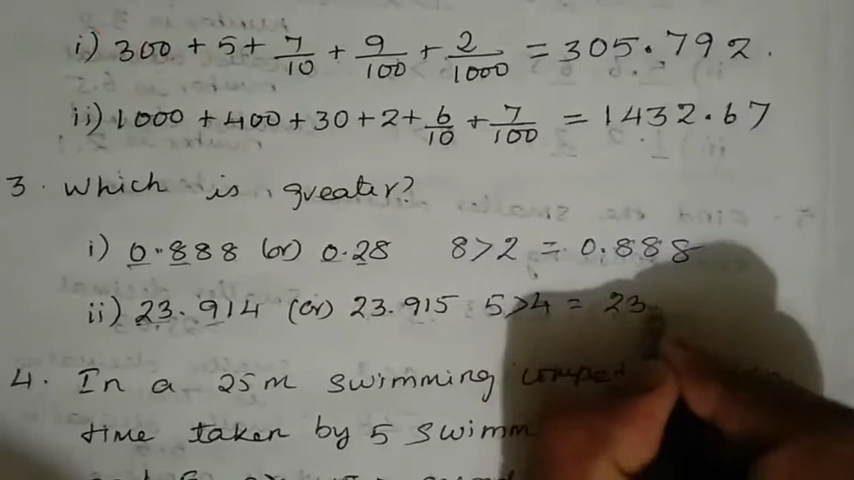 i) 300 + 5 + 7/10 + 9/100 + 2/1000 = 305.792.
ii) 1000 + 400 + 30 + 2 + 6/10 + 7/100 = 1432.67
3. Which is greater?
i) 0.888 (or) 0.28 8>2 = 0.888
ii) 23.914 (or) 23.915 5>4 = 23
4. In a 25m swimming
time taken by 5 swimm